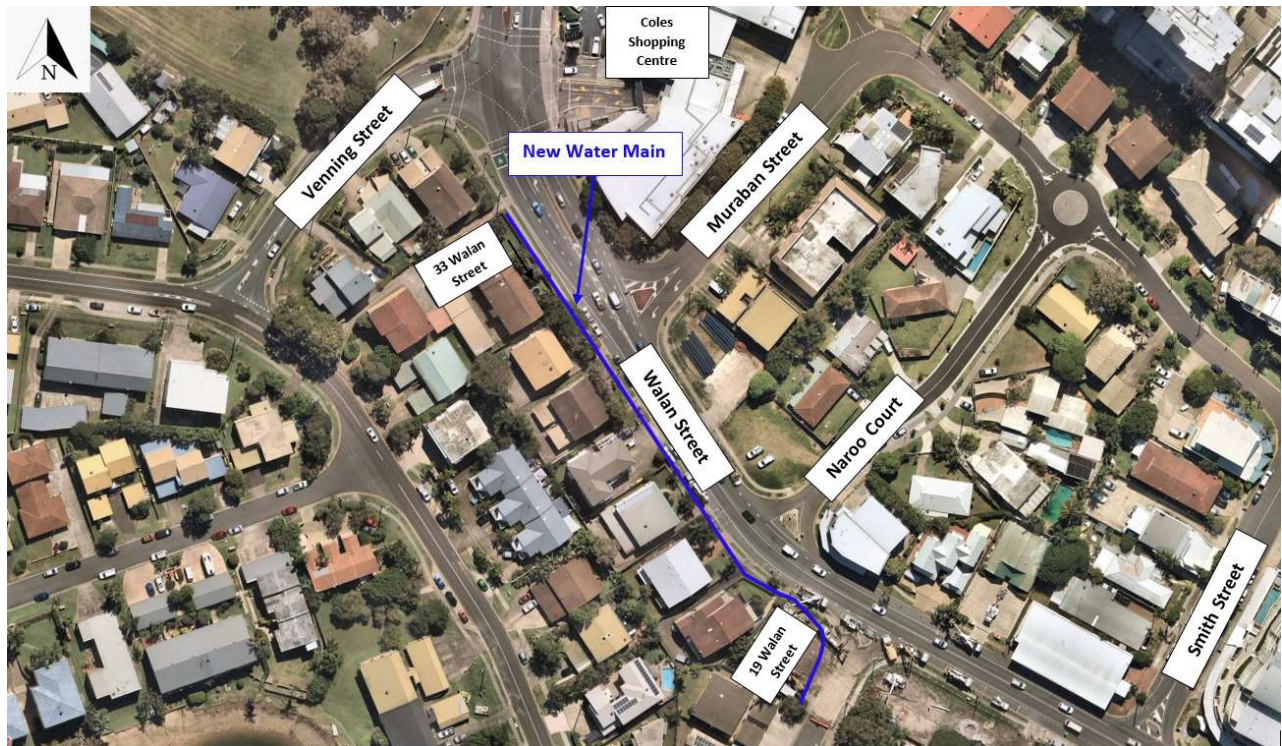 N
Coles
Shopping
Centre
Venning Street
New Water Main
Muraban Street
33 Walan
Street
Walan Street
Naroo Court
19 Walan
Street
Smith Street